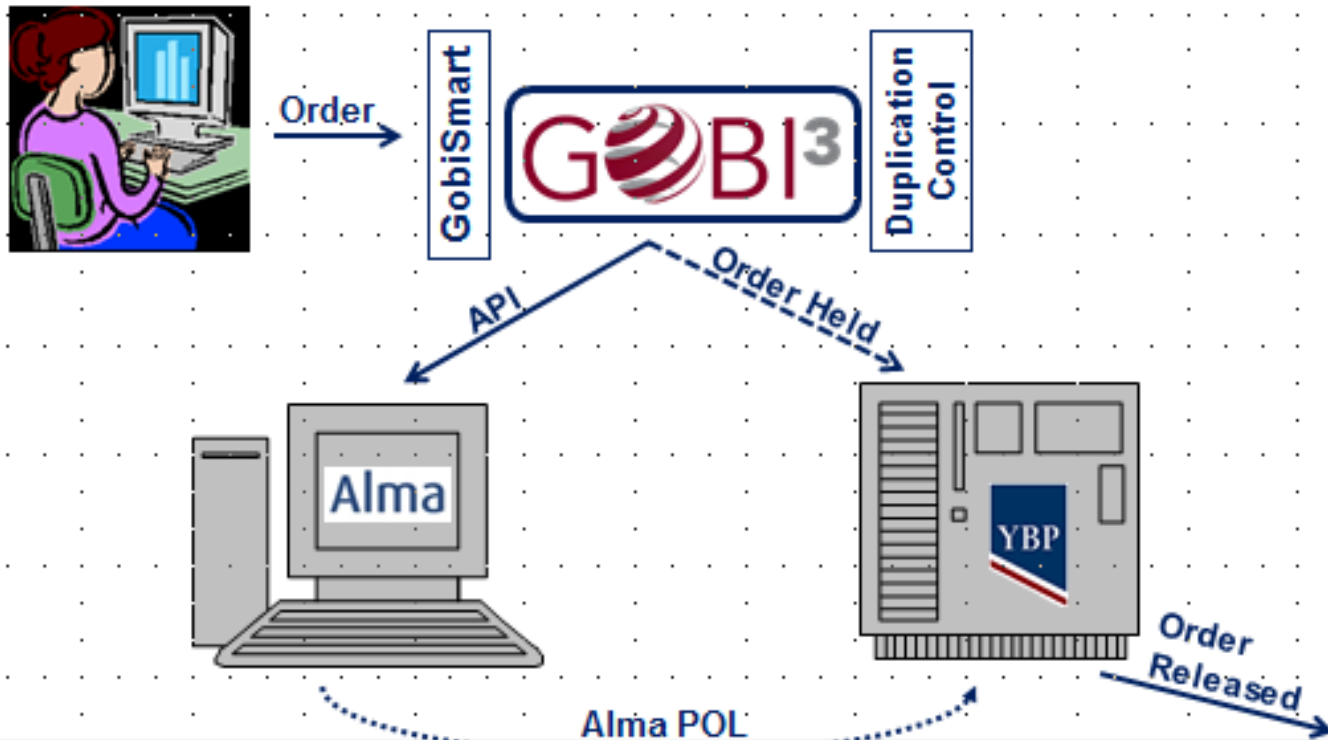 Order
GobiSmart
GOBI³
Duplication
Control
API
Order Held
Alma
YBP
Order
Released
Alma POL